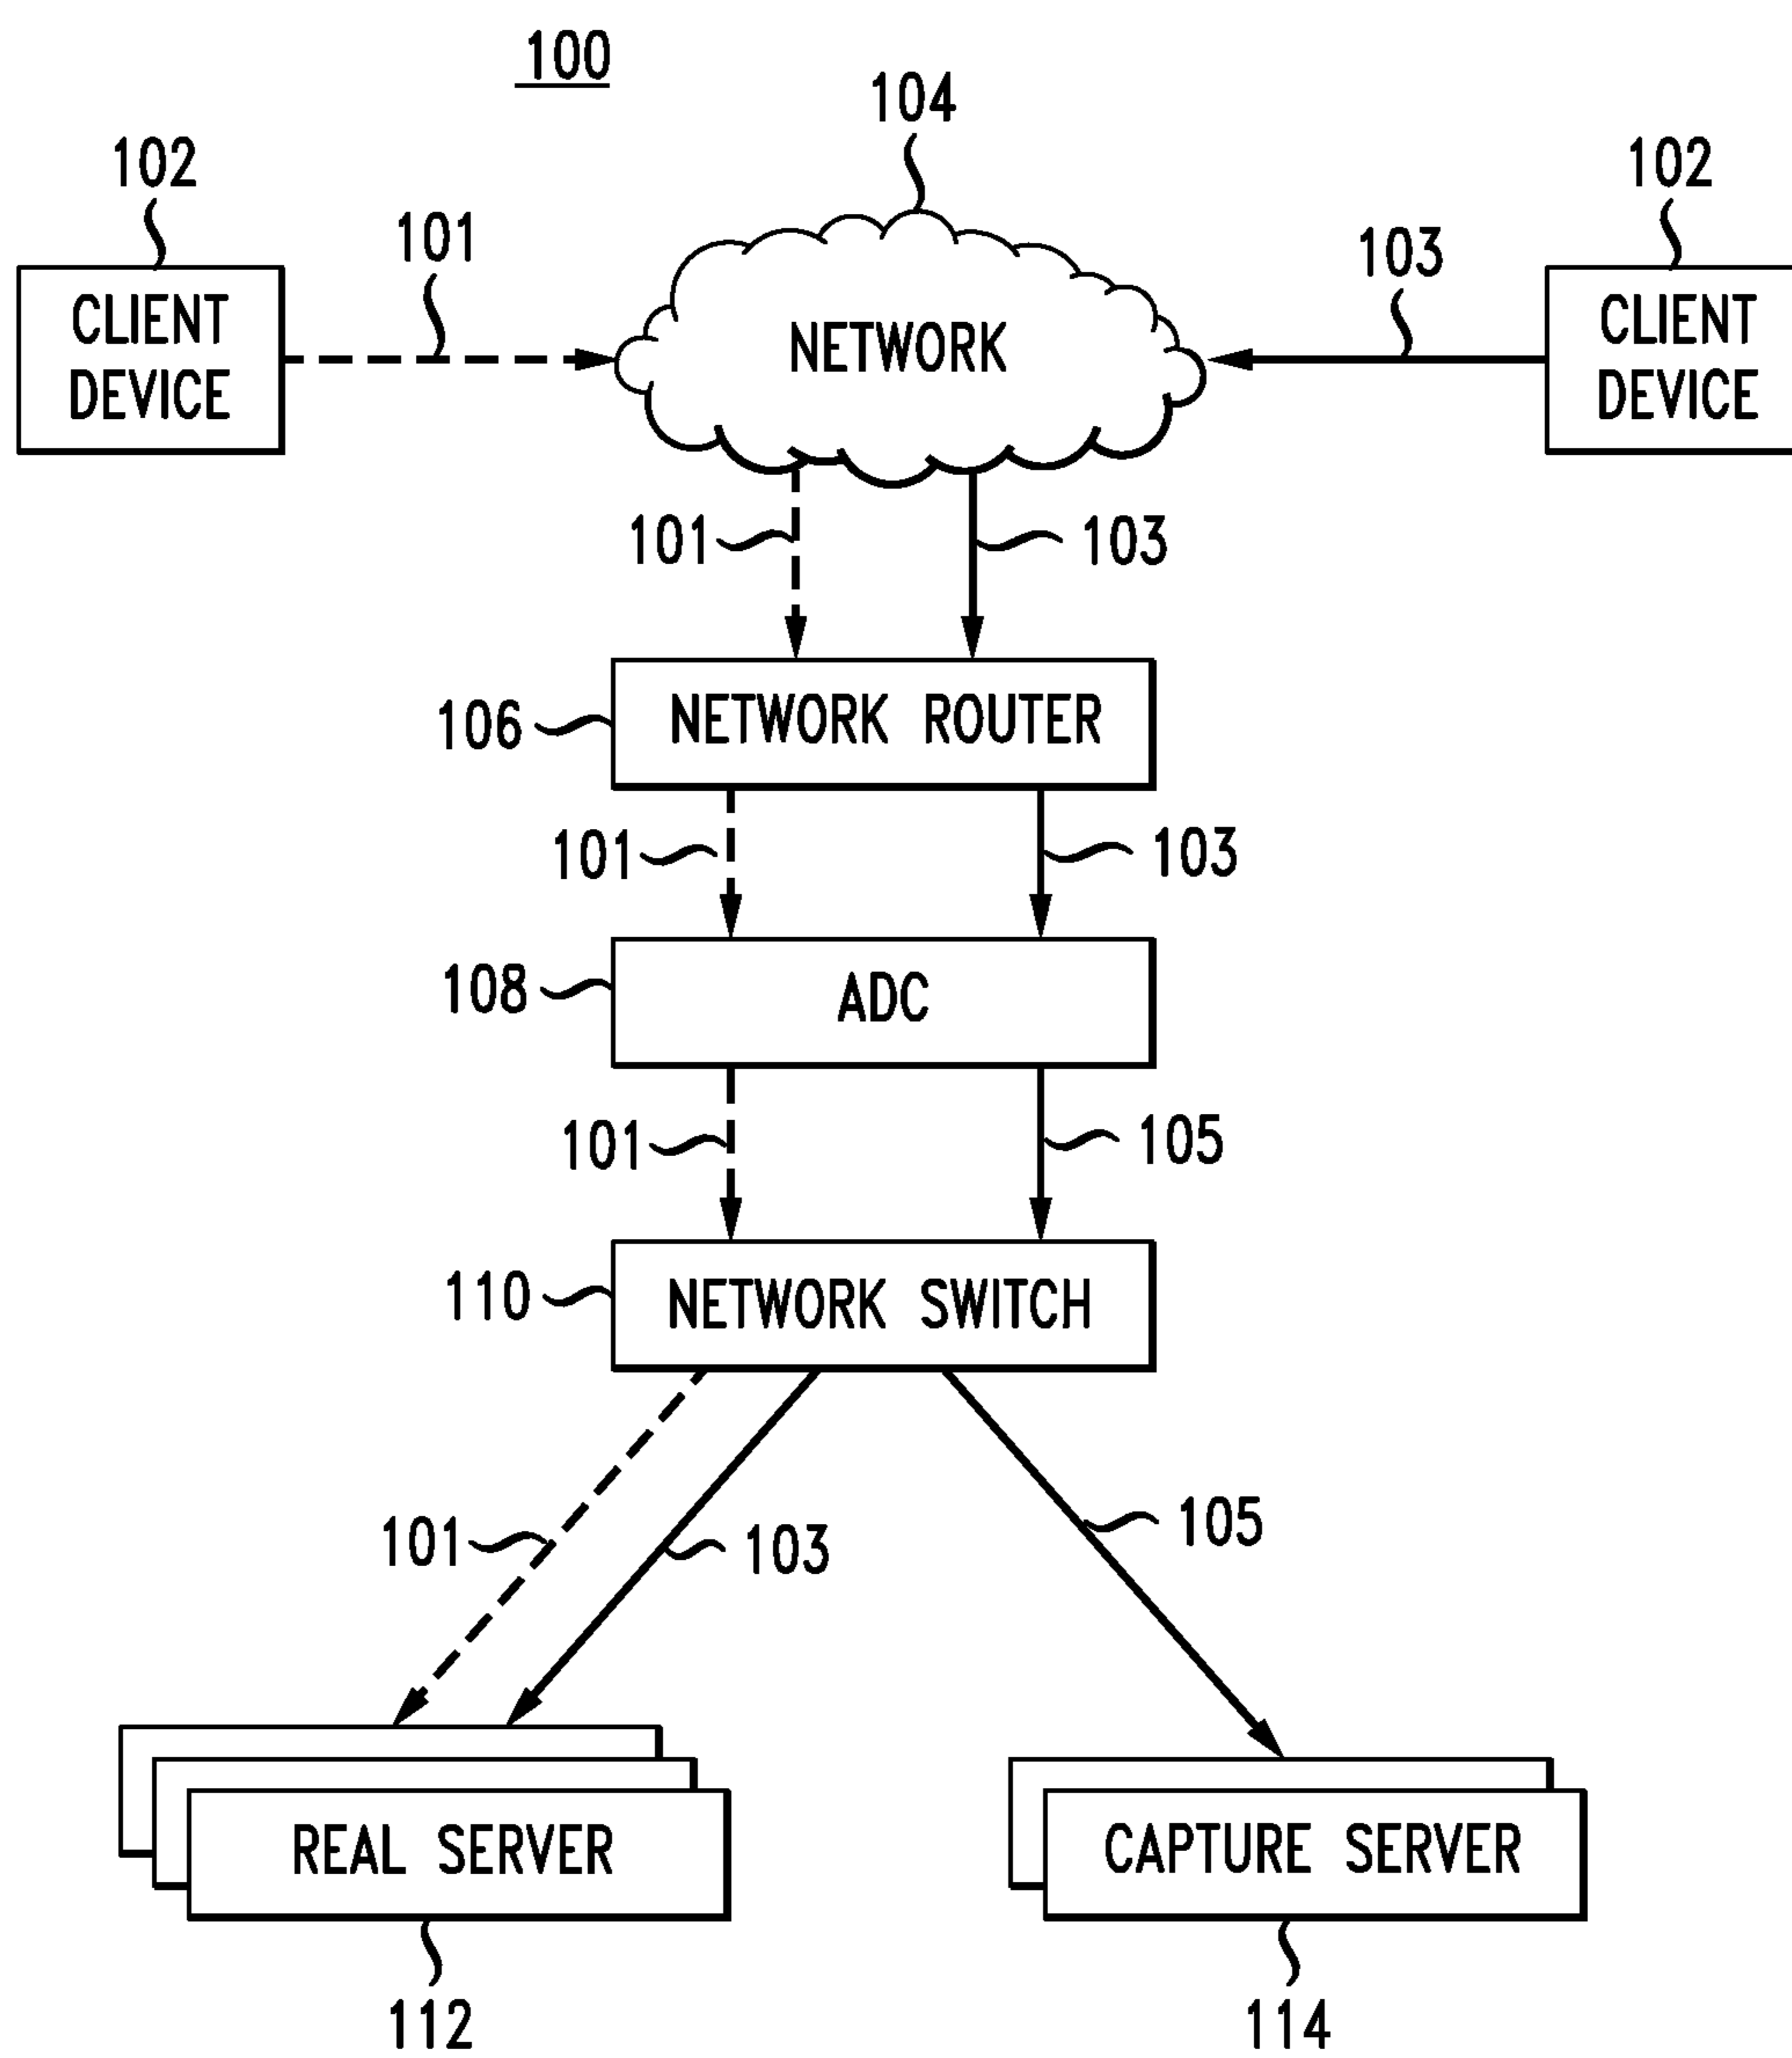 100
104
102
102
101
103
CLIENT
DEVICE
NETWORK
CLIENT
DEVICE
101
103
106
NETWORK ROUTER
101
103
108
ADC
101
105
110
NETWORK SWITCH
101
103
105
REAL SERVER
CAPTURE SERVER
112
114